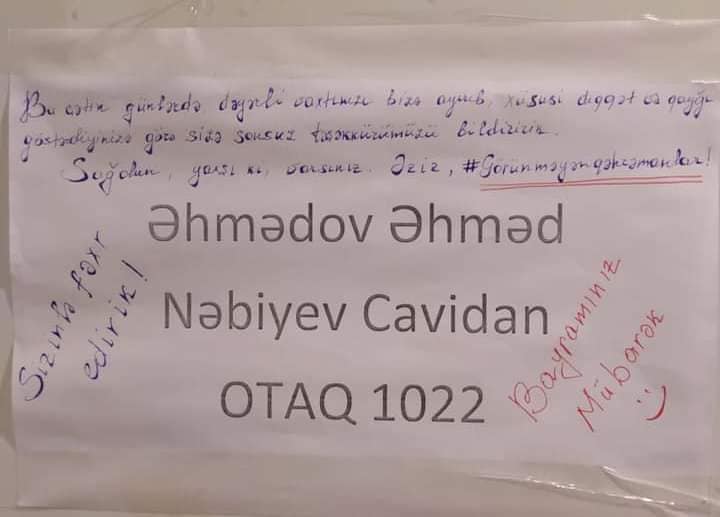 Bu çətin günlərdə dəyərli vaxtınızı bizə ayırıb, xüsusi diqqət və qayğı
göstərdiyinizə görə sizə sonsuz təşəkkürümüzü bildiririk.
Sağolun, yaxşı ki, varsınız. Əziz, #Görünməyənqəhrəmanlar!
Əhmədov Əhməd
Nəbiyev Cavidan
OTAQ 1022
Sizinlə fəxr
edirik!
Bayramınız
Mübarək
:)